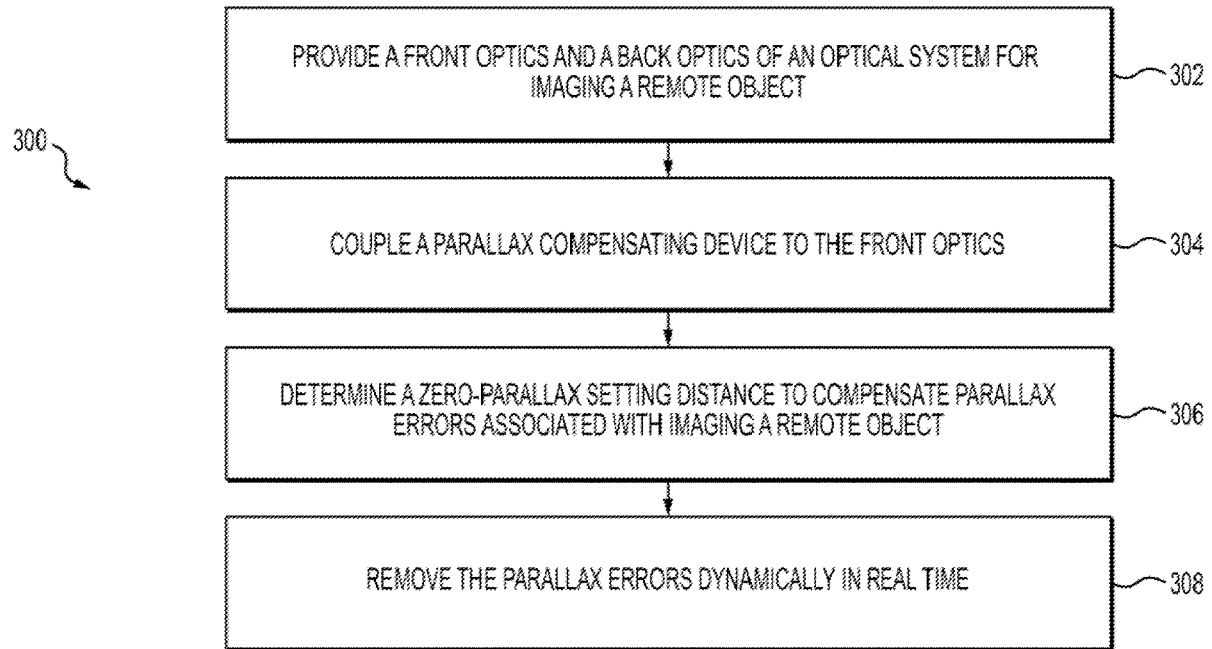 300
PROVIDE A FRONT OPTICS AND A BACK OPTICS OF AN OPTICAL SYSTEM FOR
IMAGING A REMOTE OBJECT
302
COUPLE A PARALLAX COMPENSATING DEVICE TO THE FRONT OPTICS
304
DETERMINE A ZERO-PARALLAX SETTING DISTANCE TO COMPENSATE PARALLAX
ERRORS ASSOCIATED WITH IMAGING A REMOTE OBJECT
306
REMOVE THE PARALLAX ERRORS DYNAMICALLY IN REAL TIME
308